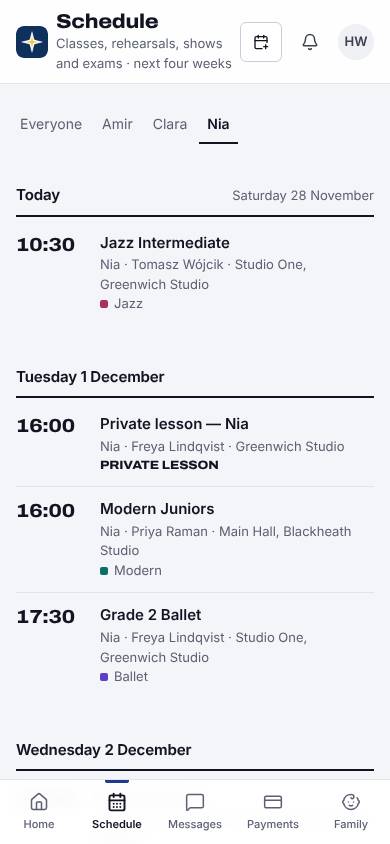 Schedule
Classes, rehearsals, shows
and exams · next four weeks
HW
Everyone Amir Clara Nia
Today Saturday 28 November
10:30 Jazz Intermediate
Nia · Tomasz Wójcik · Studio One,
Greenwich Studio
Jazz
Tuesday 1 December
16:00 Private lesson — Nia
Nia · Freya Lindqvist · Greenwich Studio
PRIVATE LESSON
16:00 Modern Juniors
Nia · Priya Raman · Main Hall, Blackheath
Studio
Modern
17:30 Grade 2 Ballet
Nia · Freya Lindqvist · Studio One,
Greenwich Studio
Ballet
Wednesday 2 December
Home Schedule Messages Payments Family